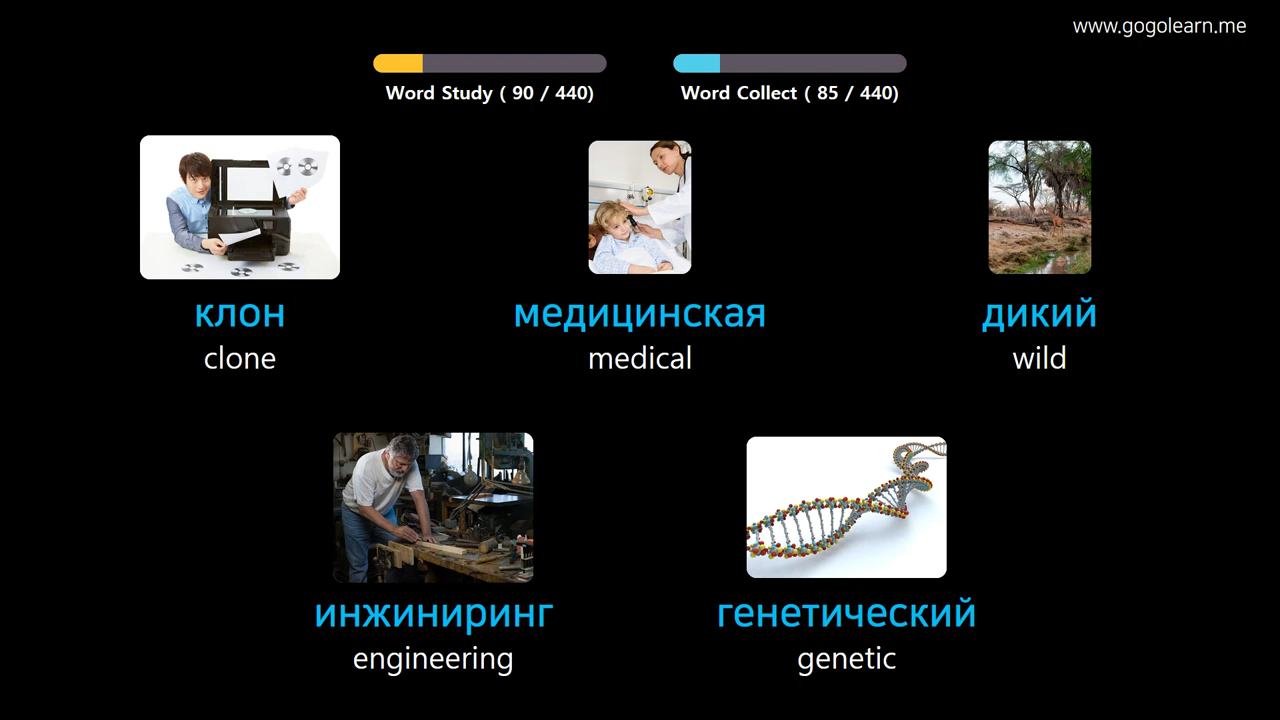 www.gogolearn.me
Word Study ( 90 / 440)
Word Collect ( 85 / 440)
клон
clone
медицинская
medical
дикий
wild
инжиниринг
engineering
генетический
genetic